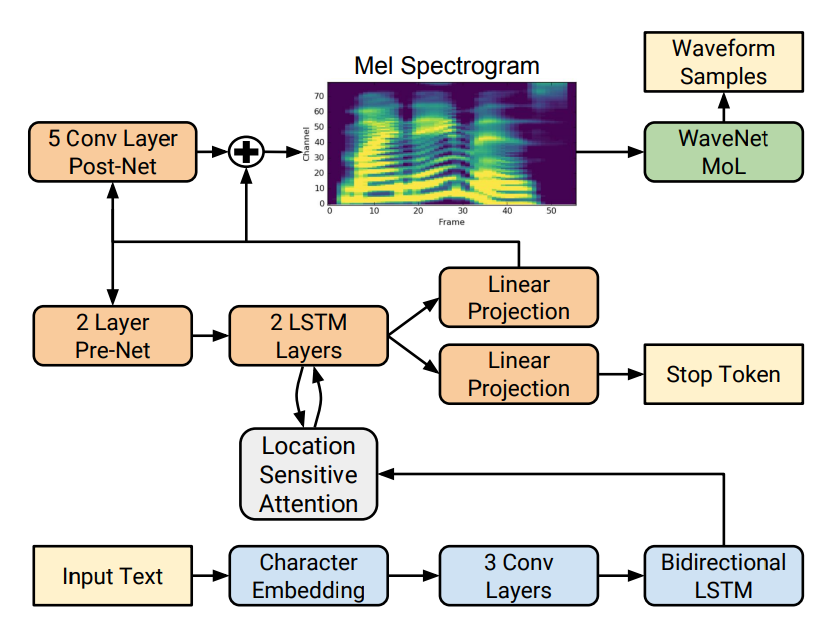 Waveform
Samples
Mel Spectrogram
5 Conv Layer
Post-Net
WaveNet
MoL
Channel
70
60
50
40
30
20
10
0
0 10 20 30 40 50
Frame
2 Layer
Pre-Net
2 LSTM
Layers
Linear
Projection
Linear
Projection
Stop Token
Location
Sensitive
Attention
Input Text
Character
Embedding
3 Conv
Layers
Bidirectional
LSTM